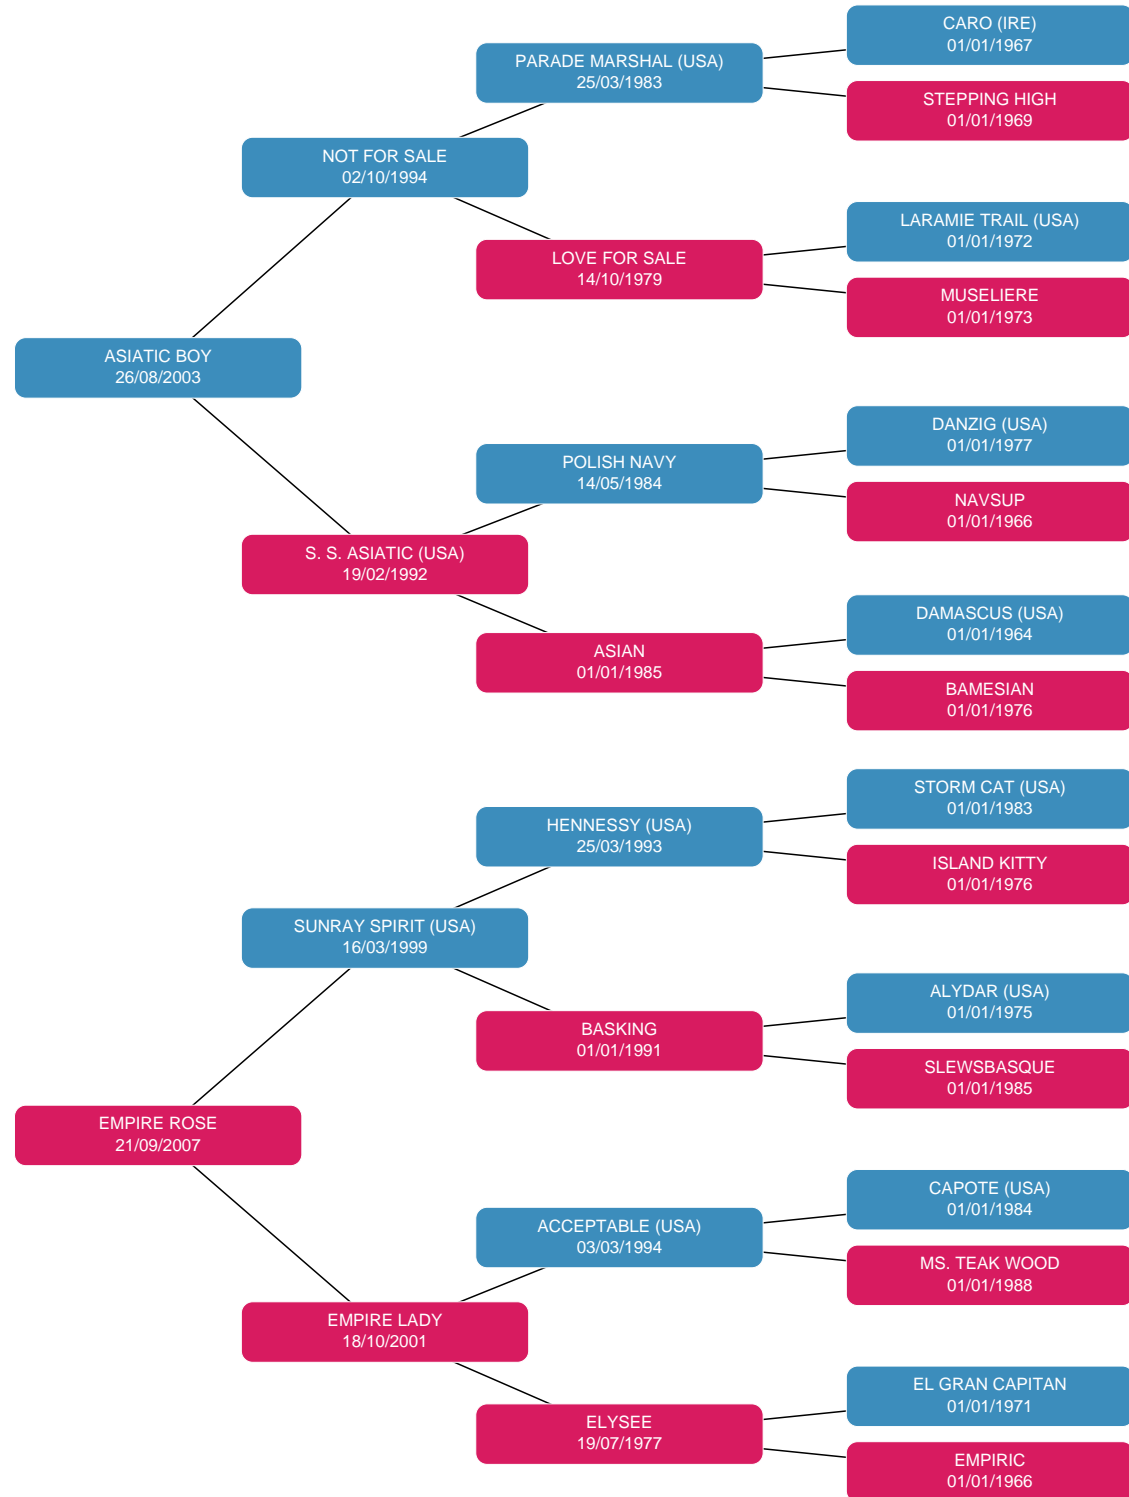 CARO (IRE)
01/01/1967
PARADE MARSHAL (USA)
25/03/1983
STEPPING HIGH
01/01/1969
NOT FOR SALE
02/10/1994
LARAMIE TRAIL (USA)
01/01/1972
LOVE FOR SALE
14/10/1979
MUSELIERE
01/01/1973
ASIATIC BOY
26/08/2003
DANZIG (USA)
01/01/1977
POLISH NAVY
14/05/1984
NAVSUP
01/01/1966
S. S. ASIATIC (USA)
19/02/1992
DAMASCUS (USA)
01/01/1964
ASIAN
01/01/1985
BAMESIAN
01/01/1976
STORM CAT (USA)
01/01/1983
HENNESSY (USA)
25/03/1993
ISLAND KITTY
01/01/1976
SUNRAY SPIRIT (USA)
16/03/1999
ALYDAR (USA)
01/01/1975
BASKING
01/01/1991
SLEWSBASQUE
01/01/1985
EMPIRE ROSE
21/09/2007
CAPOTE (USA)
01/01/1984
ACCEPTABLE (USA)
03/03/1994
MS. TEAK WOOD
01/01/1988
EMPIRE LADY
18/10/2001
EL GRAN CAPITAN
01/01/1971
ELYSEE
19/07/1977
EMPIRIC
01/01/1966